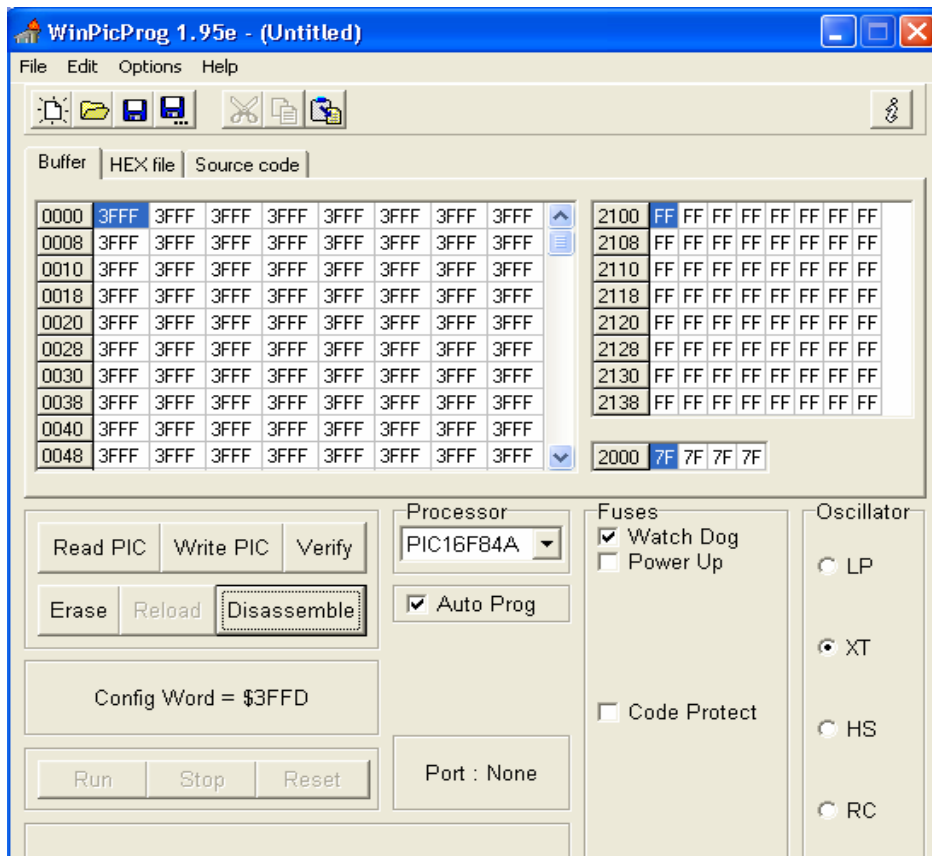 WinPicProg 1.95e - (Untitled)
File Edit Options Help
Buffer HEX file Source code
0000 3FFF 3FFF 3FFF 3FFF 3FFF 3FFF 3FFF 3FFF
0008 3FFF 3FFF 3FFF 3FFF 3FFF 3FFF 3FFF 3FFF
0010 3FFF 3FFF 3FFF 3FFF 3FFF 3FFF 3FFF 3FFF
0018 3FFF 3FFF 3FFF 3FFF 3FFF 3FFF 3FFF 3FFF
0020 3FFF 3FFF 3FFF 3FFF 3FFF 3FFF 3FFF 3FFF
0028 3FFF 3FFF 3FFF 3FFF 3FFF 3FFF 3FFF 3FFF
0030 3FFF 3FFF 3FFF 3FFF 3FFF 3FFF 3FFF 3FFF
0038 3FFF 3FFF 3FFF 3FFF 3FFF 3FFF 3FFF 3FFF
0040 3FFF 3FFF 3FFF 3FFF 3FFF 3FFF 3FFF 3FFF
0048 3FFF 3FFF 3FFF 3FFF 3FFF 3FFF 3FFF 3FFF
2100 FF FF FF FF FF FF FF FF
2108 FF FF FF FF FF FF FF FF
2110 FF FF FF FF FF FF FF FF
2118 FF FF FF FF FF FF FF FF
2120 FF FF FF FF FF FF FF FF
2128 FF FF FF FF FF FF FF FF
2130 FF FF FF FF FF FF FF FF
2138 FF FF FF FF FF FF FF FF
2000 7F 7F 7F 7F
Read PIC Write PIC Verify
Erase Reload Disassemble
Config Word = $3FFD
Run Stop Reset
Processor
PIC16F84A
Auto Prog
Port : None
Fuses
Watch Dog
Power Up
Code Protect
Oscillator
LP
XT
HS
RC